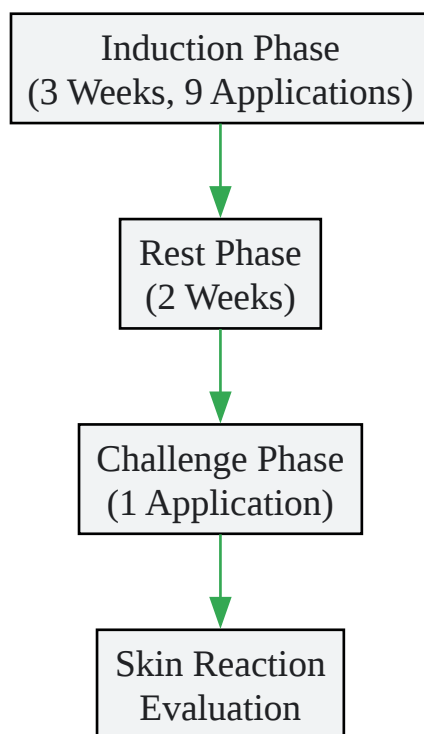 Induction Phase
(3 Weeks, 9 Applications)
Rest Phase
(2 Weeks)
Challenge Phase
(1 Application)
Skin Reaction
Evaluation